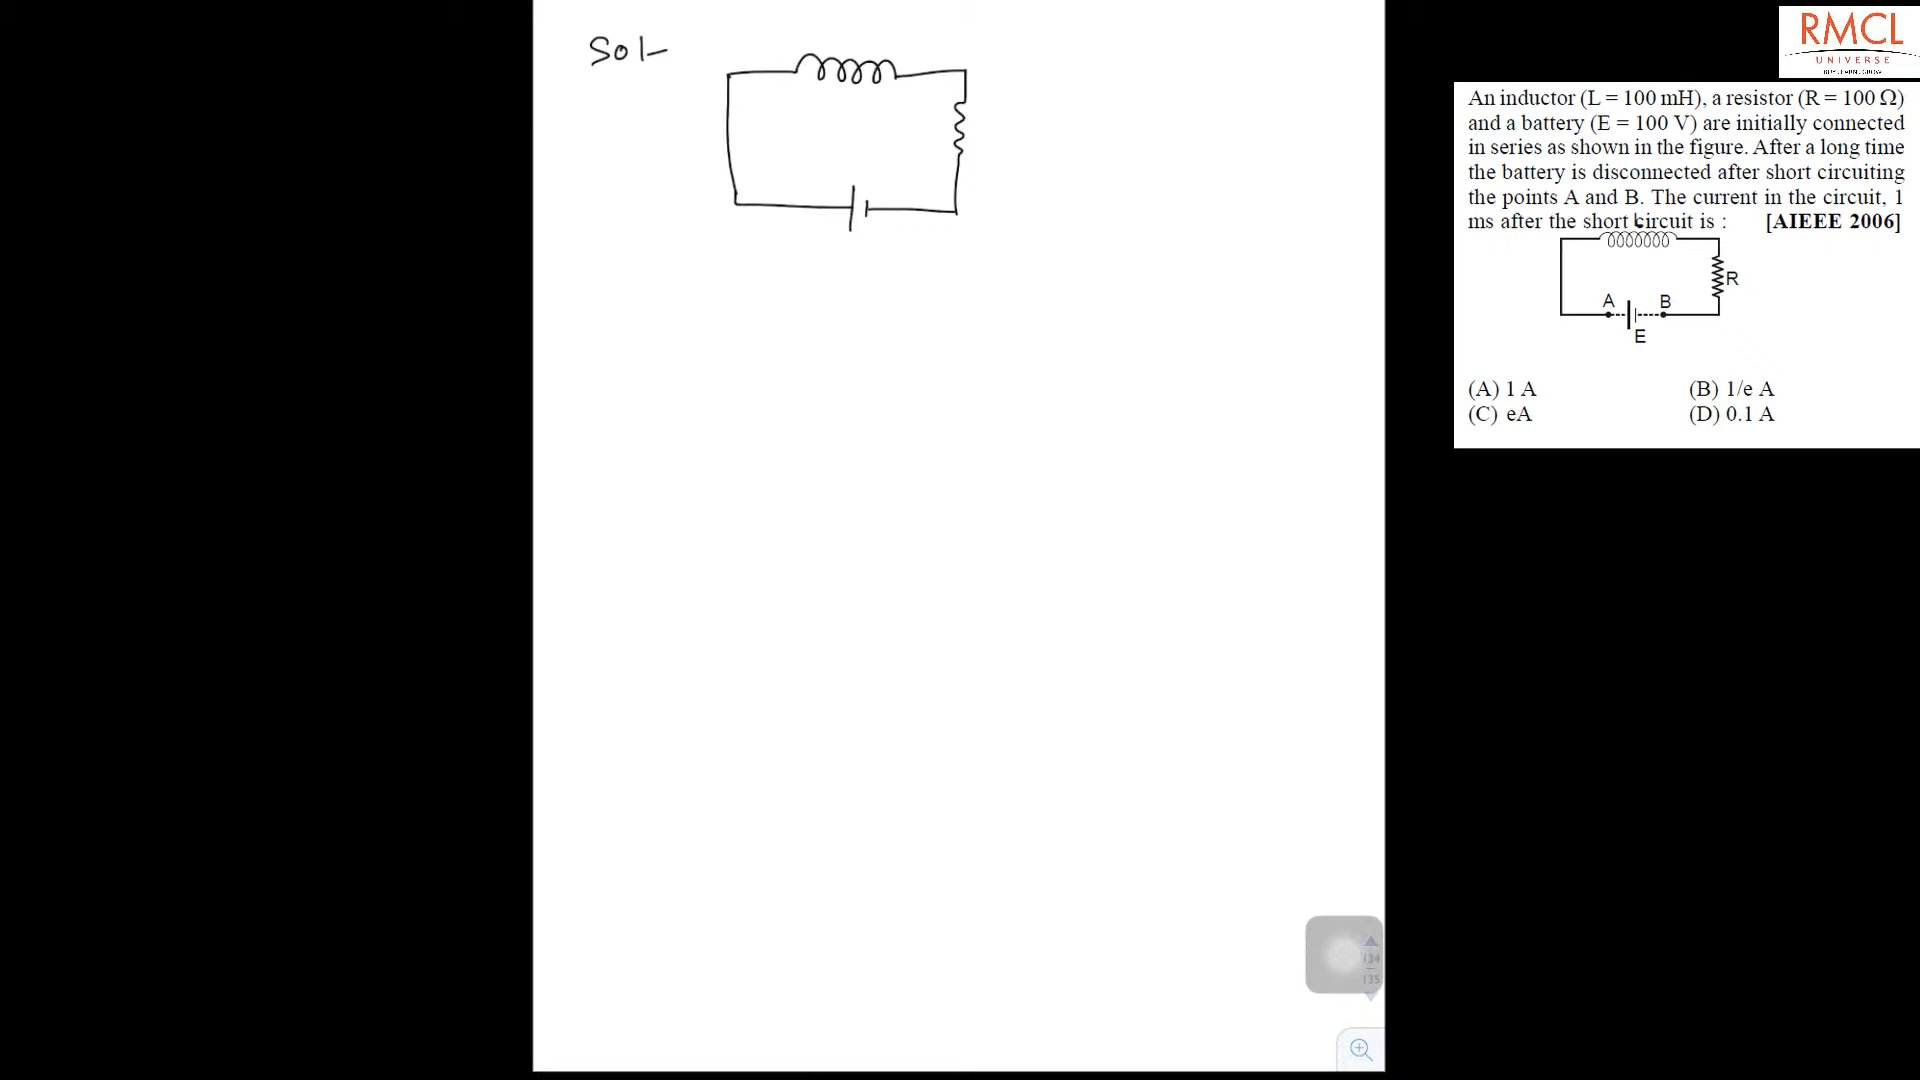 Sol-
RMCL
UNIVERSE
An inductor (L = 100 mH), a resistor (R = 100 Ω)
and a battery (E = 100 V) are initially connected
in series as shown in the figure. After a long time
the battery is disconnected after short circuiting
the points A and B. The current in the circuit, 1
ms after the short circuit is : [AIEEE 2006]
L
R
A B
E
(A) 1 A (B) 1/e A
(C) eA (D) 0.1 A
134
135